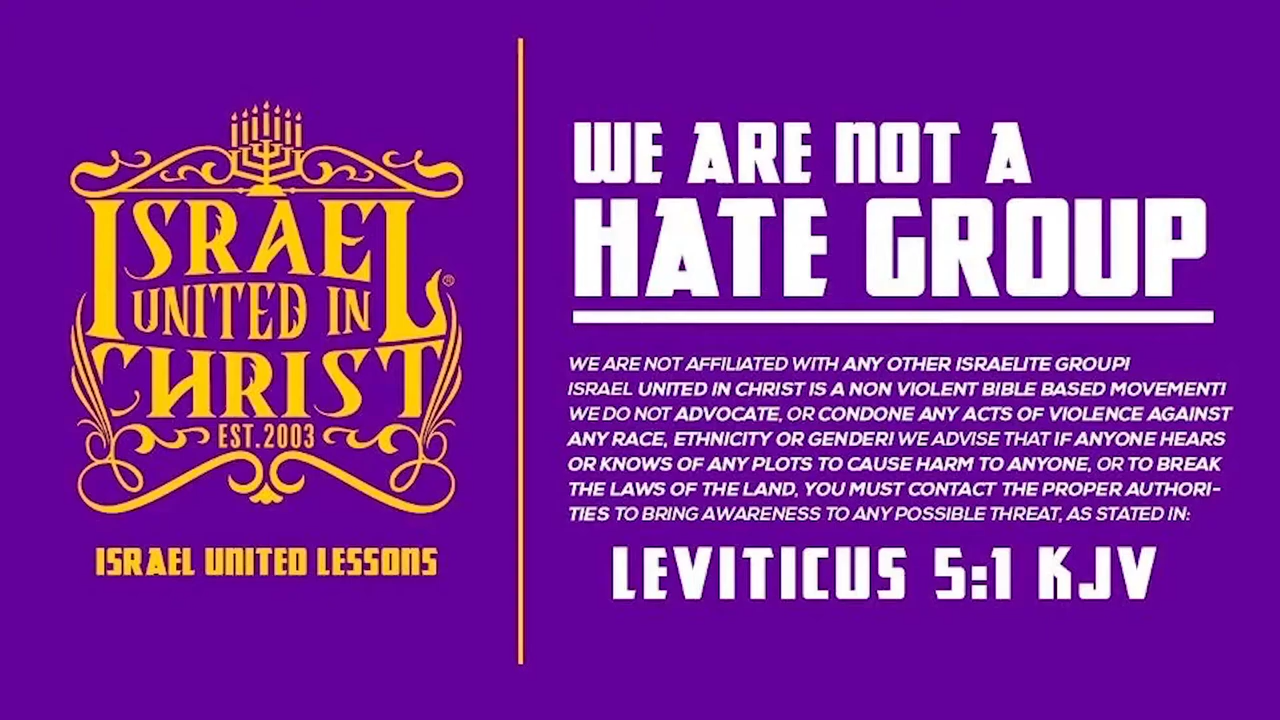 ISRAEL
UNITED IN
CHRIST
EST. 2003
ISRAEL UNITED LESSONS
WE ARE NOT A
HATE GROUP
WE ARE NOT AFFILIATED WITH ANY OTHER ISRAELITE GROUP!
ISRAEL UNITED IN CHRIST IS A NON VIOLENT BIBLE BASED MOVEMENT!
WE DO NOT ADVOCATE, OR CONDONE ANY ACTS OF VIOLENCE AGAINST
ANY RACE, ETHNICITY OR GENDER! WE ADVISE THAT IF ANYONE HEARS
OR KNOWS OF ANY PLOTS TO CAUSE HARM TO ANYONE, OR TO BREAK
THE LAWS OF THE LAND, YOU MUST CONTACT THE PROPER AUTHORI-
TIES TO BRING AWARENESS TO ANY POSSIBLE THREAT, AS STATED IN:
LEVITICUS 5:1 KJV